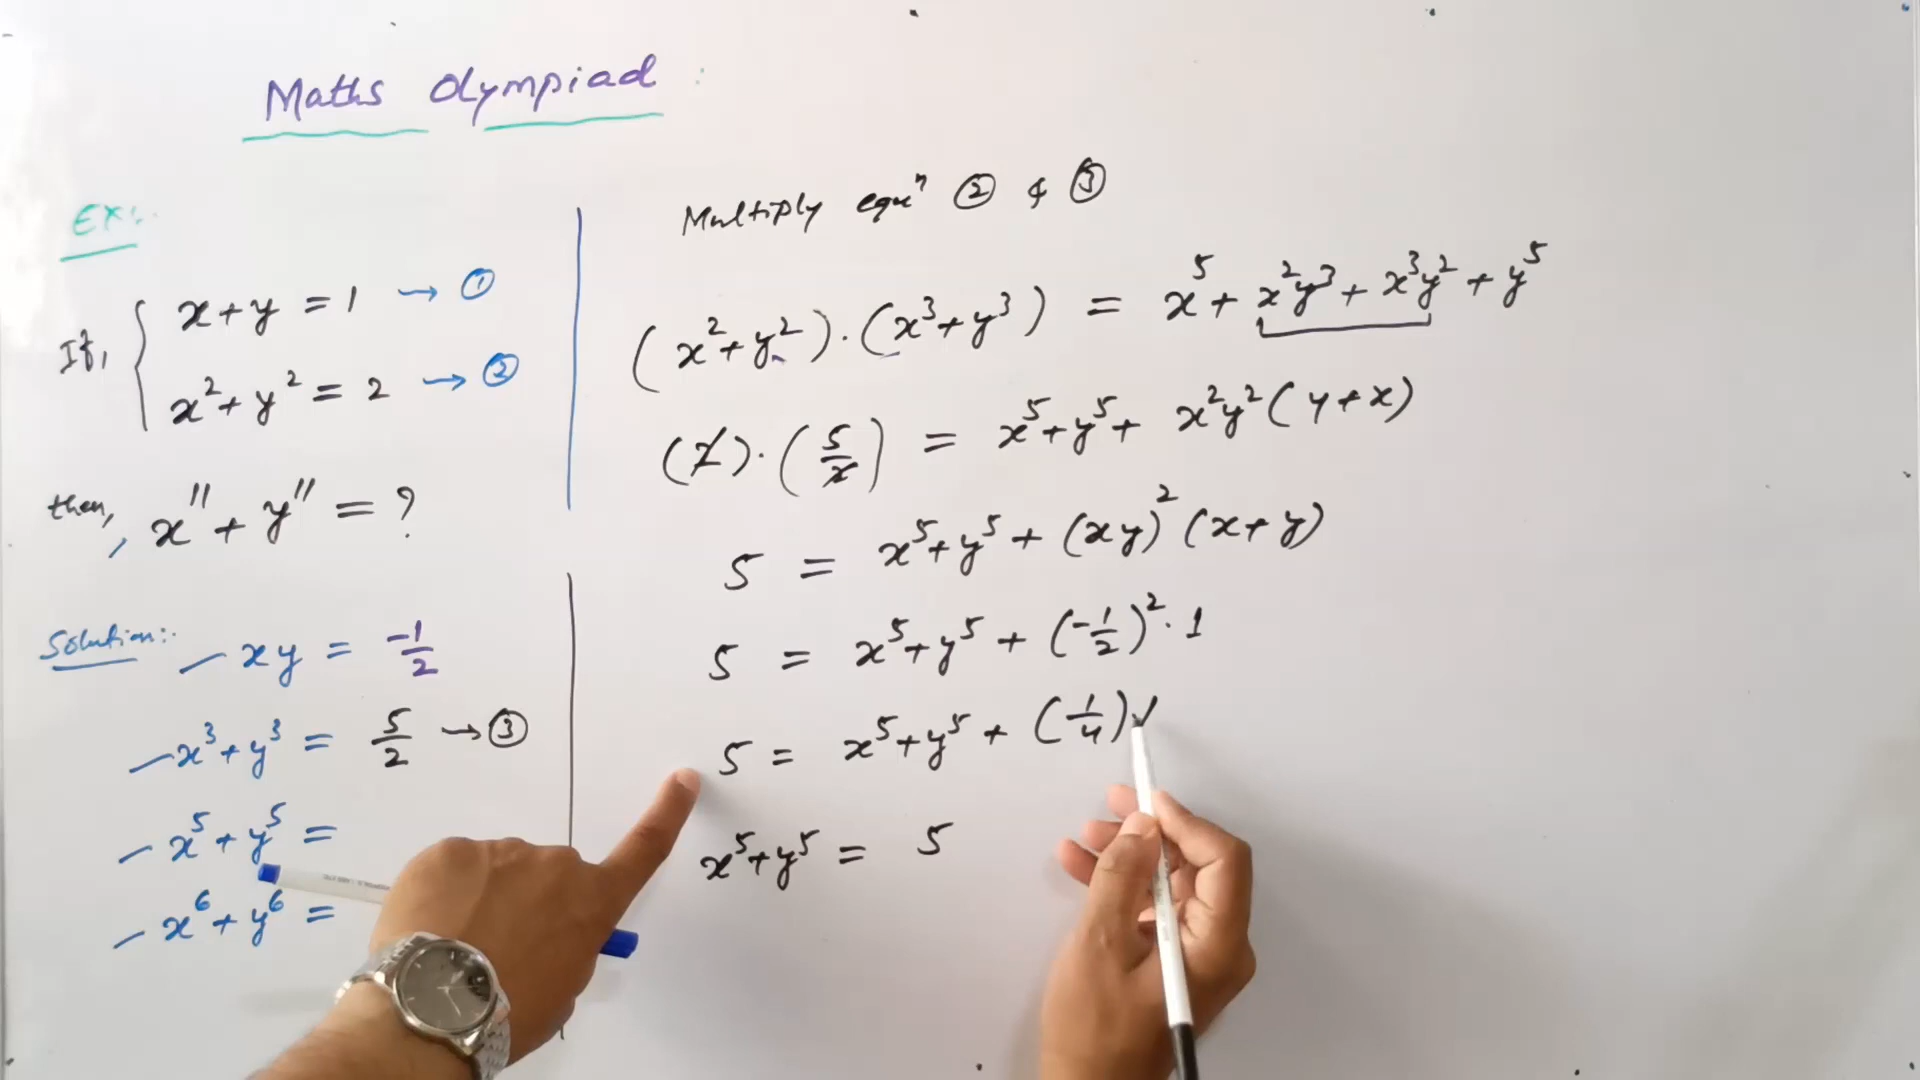 Maths Olympiad :
Ex:.
If, { x+y = 1 → ①
x² + y² = 2 → ②
then, x¹¹ + y¹¹ = ?
Solution:.
– xy = -1/2
– x³ + y³ = 5/2 → ③
– x⁵ + y⁵ =
– x⁶ + y⁶ =
Multiply equⁿ ② & ③
(x² + y²) . (x³ + y³) = x⁵ + x²y³ + x³y² + y⁵
(2) . (5/2) = x⁵ + y⁵ + x²y² (y + x)
5 = x⁵ + y⁵ + (xy)² (x + y)
5 = x⁵ + y⁵ + (-1/2)² . 1
5 = x⁵ + y⁵ + (1/4) ✓
x⁵ + y⁵ = 5